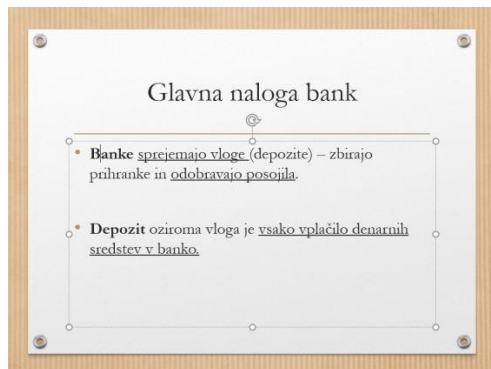 Glavna naloga bank
• Banke sprejemajo vloge (depozite) – zbirajo
prihranke in odobravajo posojila.
• Depozit oziroma vloga je vsako vplačilo denarnih
sredstev v banko.